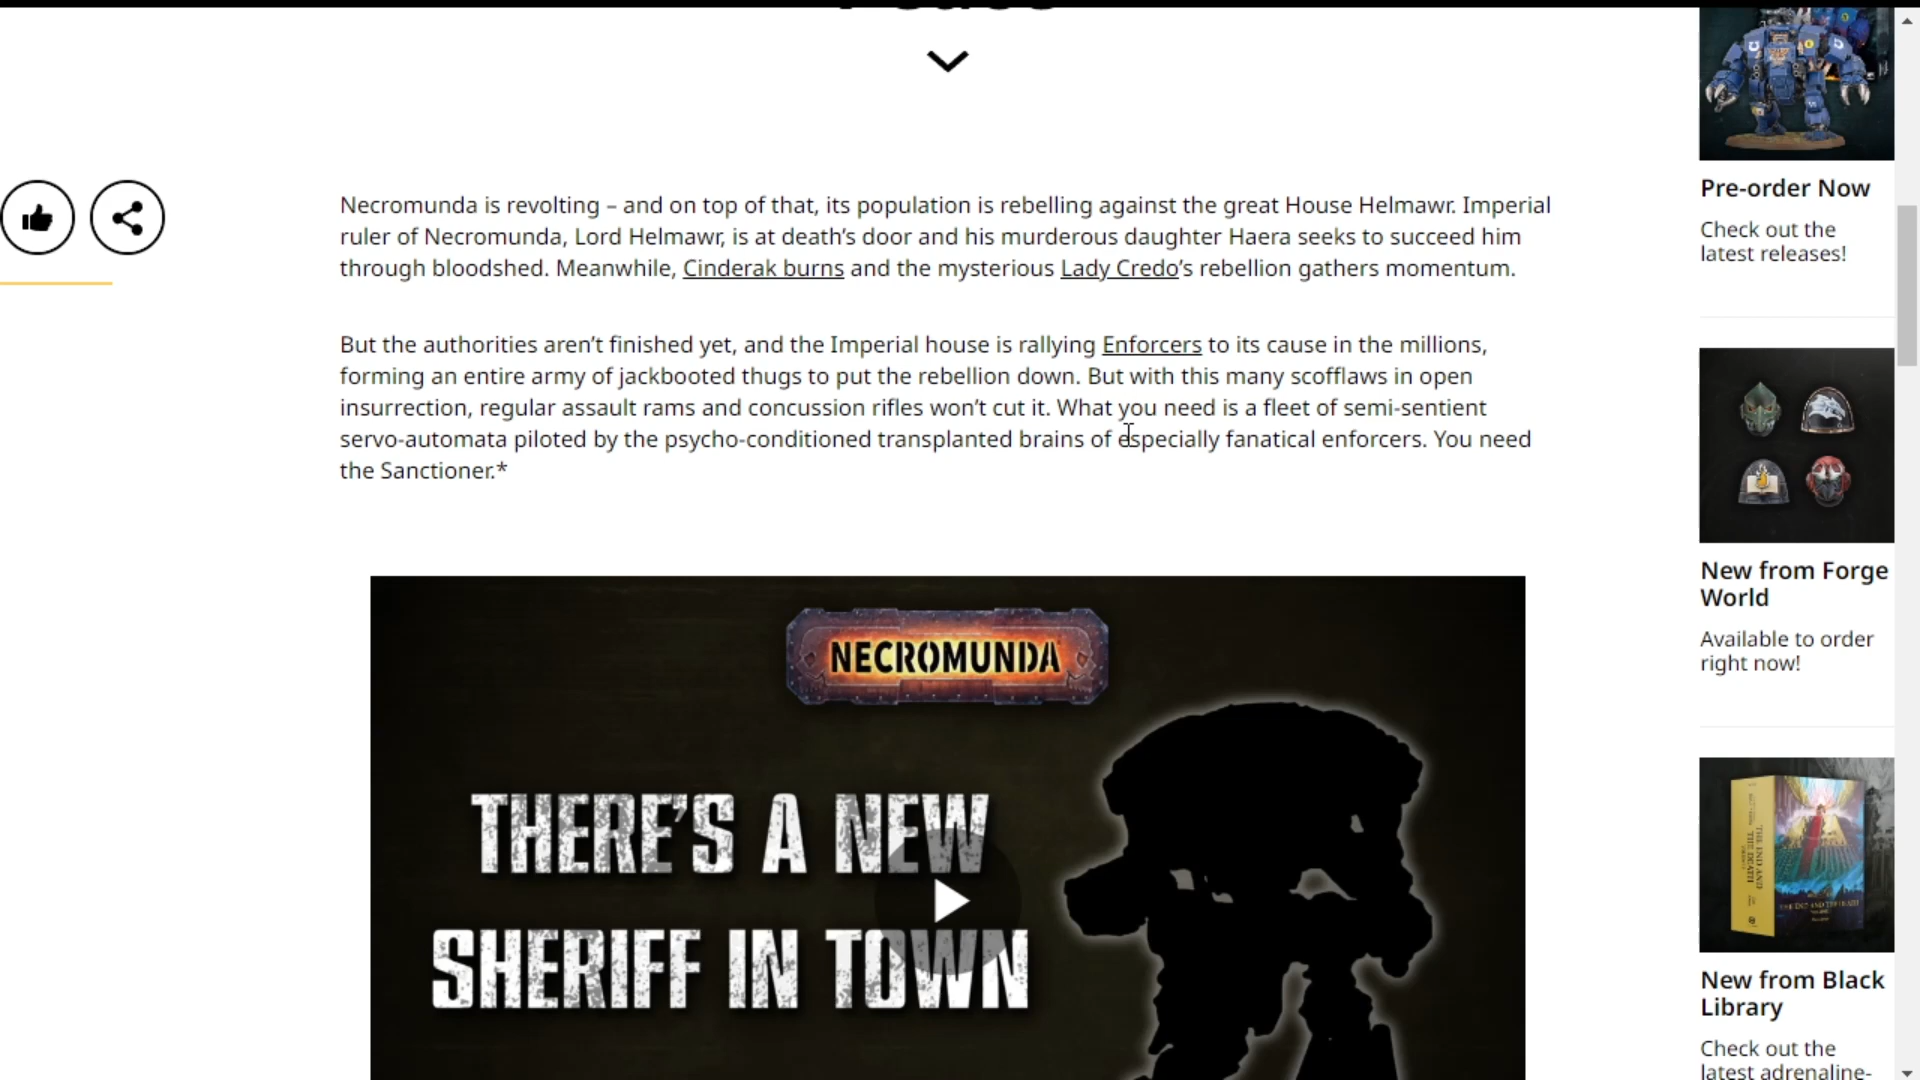 Necromunda is revolting – and on top of that, its population is rebelling against the great House Helmawr. Imperial
ruler of Necromunda, Lord Helmawr, is at death’s door and his murderous daughter Haera seeks to succeed him
through bloodshed. Meanwhile, Cinderak burns and the mysterious Lady Credo’s rebellion gathers momentum.
But the authorities aren’t finished yet, and the Imperial house is rallying Enforcers to its cause in the millions,
forming an entire army of jackbooted thugs to put the rebellion down. But with this many scofflaws in open
insurrection, regular assault rams and concussion rifles won’t cut it. What you need is a fleet of semi-sentient
servo-automata piloted by the psycho-conditioned transplanted brains of especially fanatical enforcers. You need
the Sanctioner.*
NECROMUNDA
THERE’S A NEW
SHERIFF IN TOWN
Pre-order Now
Check out the
latest releases!
New from Forge
World
Available to order
right now!
THE END AND
THE DEATH
New from Black
Library
Check out the
latest adrenaline-